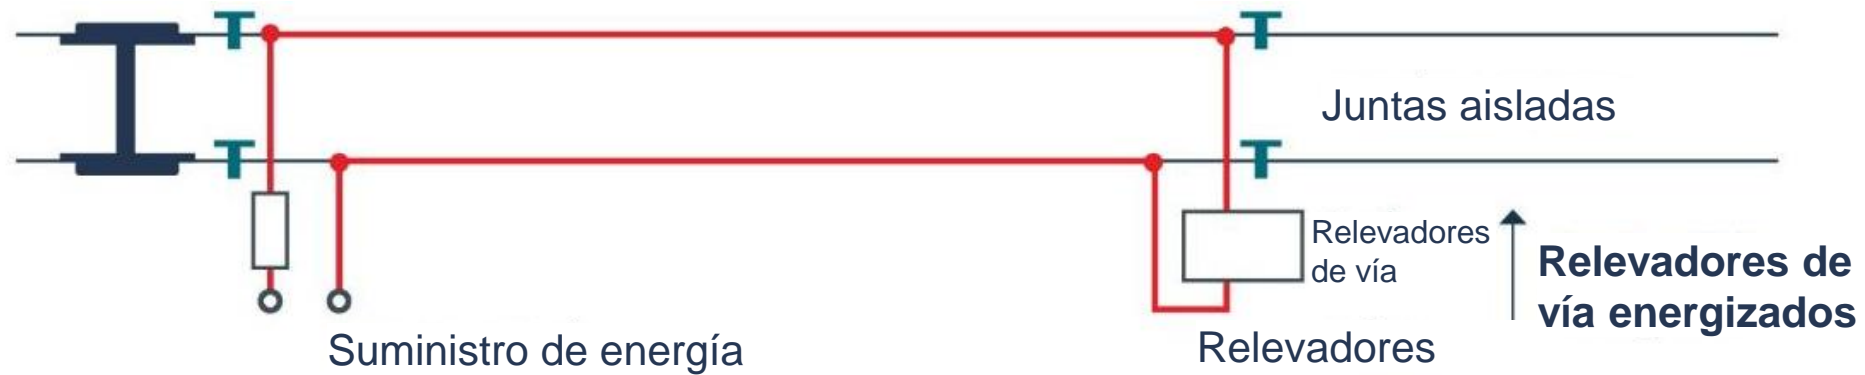 Juntas aisladas
Relevadores
de vía
Relevadores de
vía energizados
Suministro de energía
Relevadores